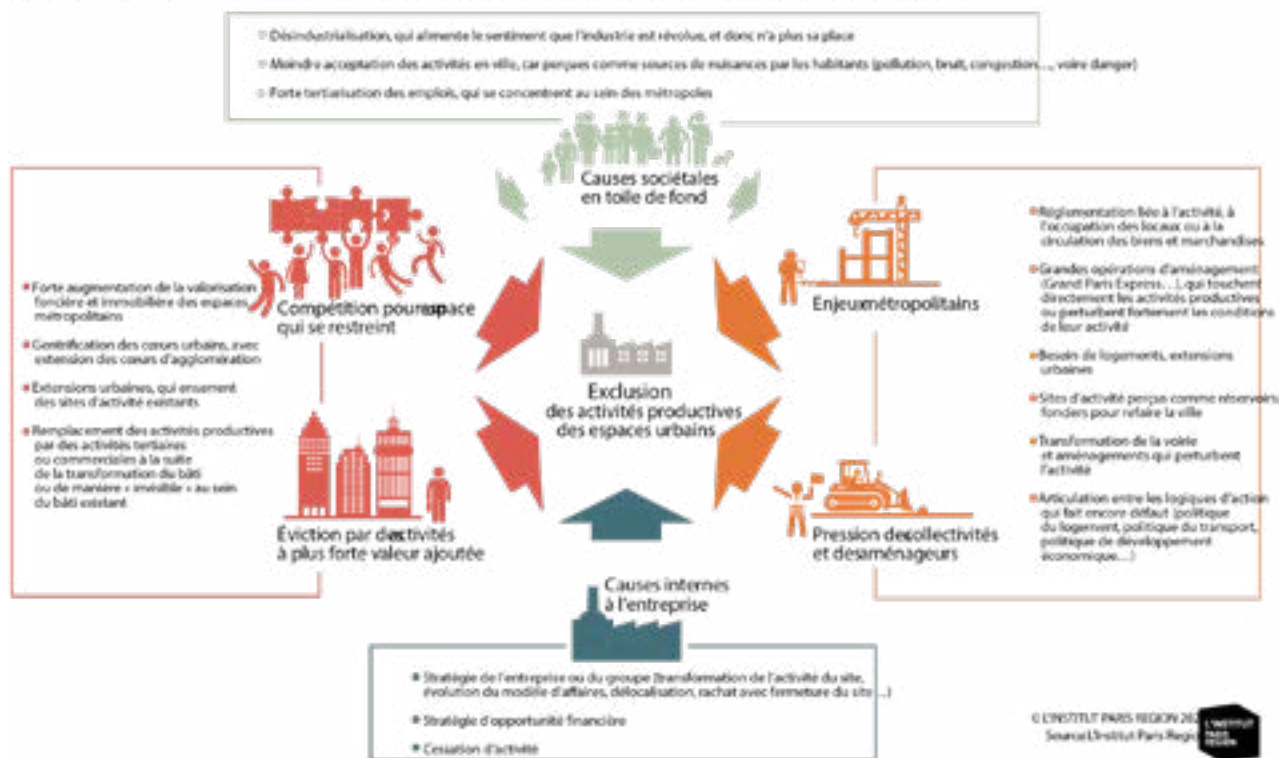 Désindustrialisation, qui alimente le sentiment que l'industrie est révolue, et donc n'a plus sa place
Moindre acceptation des activités en ville, car perçues comme sources de nuisances par les habitants (pollution, bruit, congestion…, voire danger)
Forte tertiarisation des emplois, qui se concentrent au sein des métropoles
Causes sociétales
en toile de fond
Compétition pour espace
qui se restreint
Forte augmentation de la valorisation
foncière et immobilière des espaces
métropolitains
Gentrification des cœurs urbains, avec
extension des cœurs d'agglomération
Extensions urbaines, qui enserrent
des sites d'activité existants
Remplacement des activités productives
par des activités tertiaires
ou commerciales à la suite
de la transformation du bâti
ou de manière « invisible » au sein
du bâti existant
Éviction par des activités
à plus forte valeur ajoutée
Exclusion
des activités productives
des espaces urbains
Enjeux métropolitains
Pression des collectivités
et des aménageurs
Réglementation liée à l'activité, à
l'occupation des locaux ou à la
circulation des biens et marchandises
Grandes opérations d'aménagement
(Grand Paris Express…), qui touchent
directement les activités productives
ou perturbent fortement les conditions
de leur activité
Besoin de logements, extensions
urbaines
Sites d'activité perçus comme réservoirs
fonciers pour refaire la ville
Transformation de la voirie
et aménagements qui perturbent
l'activité
Articulation entre les logiques d'action
qui fait encore défaut (politique
du logement, politique du transport,
politique de développement
économique…)
Causes internes
à l'entreprise
Stratégie de l'entreprise ou du groupe (transformation de l'activité du site,
évolution du modèle d'affaires, délocalisation, rachat avec fermeture du site…)
Stratégie d'opportunité financière
Cessation d'activité
© L'INSTITUT PARIS REGION
Source L'Institut Paris Region
L'INSTITUT
PARIS
REGION